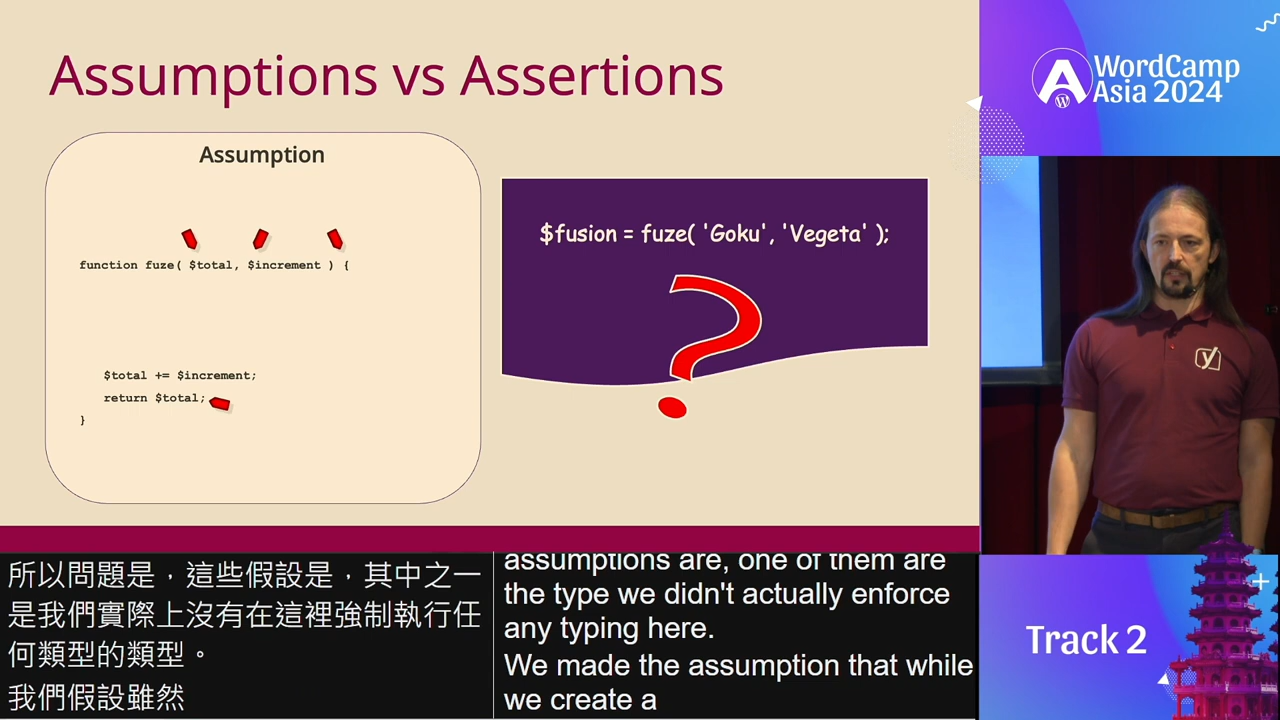 Assumptions vs Assertions
Assumption
function fuze( $total, $increment ) {
$total += $increment;
return $total;
}
$fusion = fuze( 'Goku', 'Vegeta' );
?
所以問題是，這些假設是，其中之一
是我們實際上沒有在這裡強制執行任
何類型的類型。
我們假設雖然
assumptions are, one of them are
the type we didn't actually enforce
any typing here.
We made the assumption that while
we create a
WordCamp
Asia 2024
y
Track 2